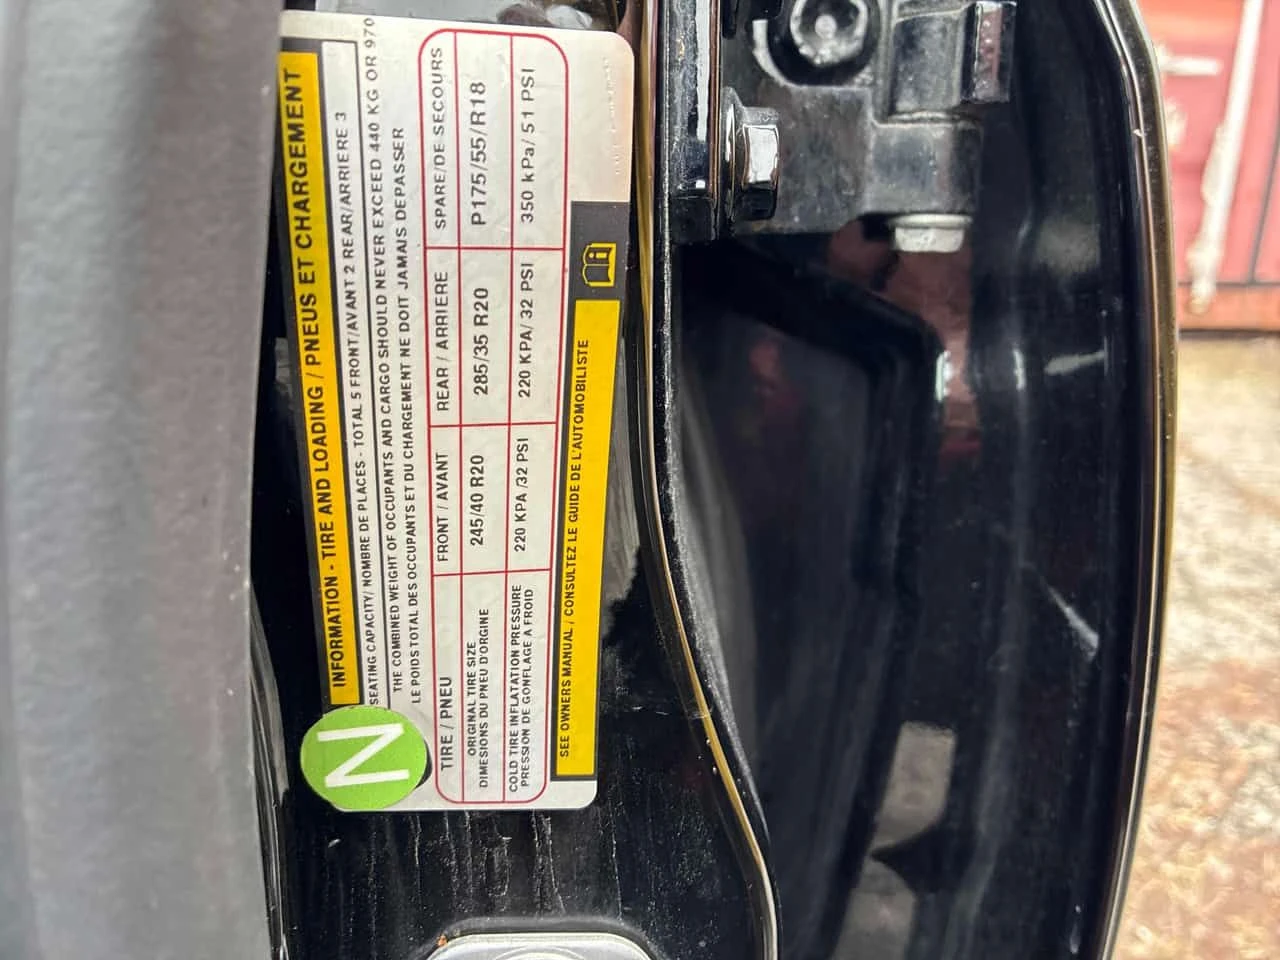 INFORMATION - TIRE AND LOADING / PNEUS ET CHARGEMENT
SEATING CAPACITY/ NOMBRE DE PLACES - TOTAL 5 FRONT/AVANT 2 REAR/ARRIERE 3
THE COMBINED WEIGHT OF OCCUPANTS AND CARGO SHOULD NEVER EXCEED 440 KG OR 970
LE POIDS TOTAL DES OCCUPANTS ET DU CHARGEMENT NE DOIT JAMAIS DEPASSER
TIRE / PNEU FRONT / AVANT REAR / ARRIERE SPARE/DE SECOURS
ORIGINAL TIRE SIZE
DIMESIONS DU PNEU D'ORGINE
245/40 R20 285/35 R20 P175/55/R18
COLD TIRE INFLATATION PRESSURE
PRESSION DE GONFLAGE A FROID
220 KPA /32 PSI 220 KPA/ 32 PSI 350 kPa/ 51 PSI
SEE OWNERS MANUAL / CONSULTEZ LE GUIDE DE L'AUTOMOBILISTE
i
N